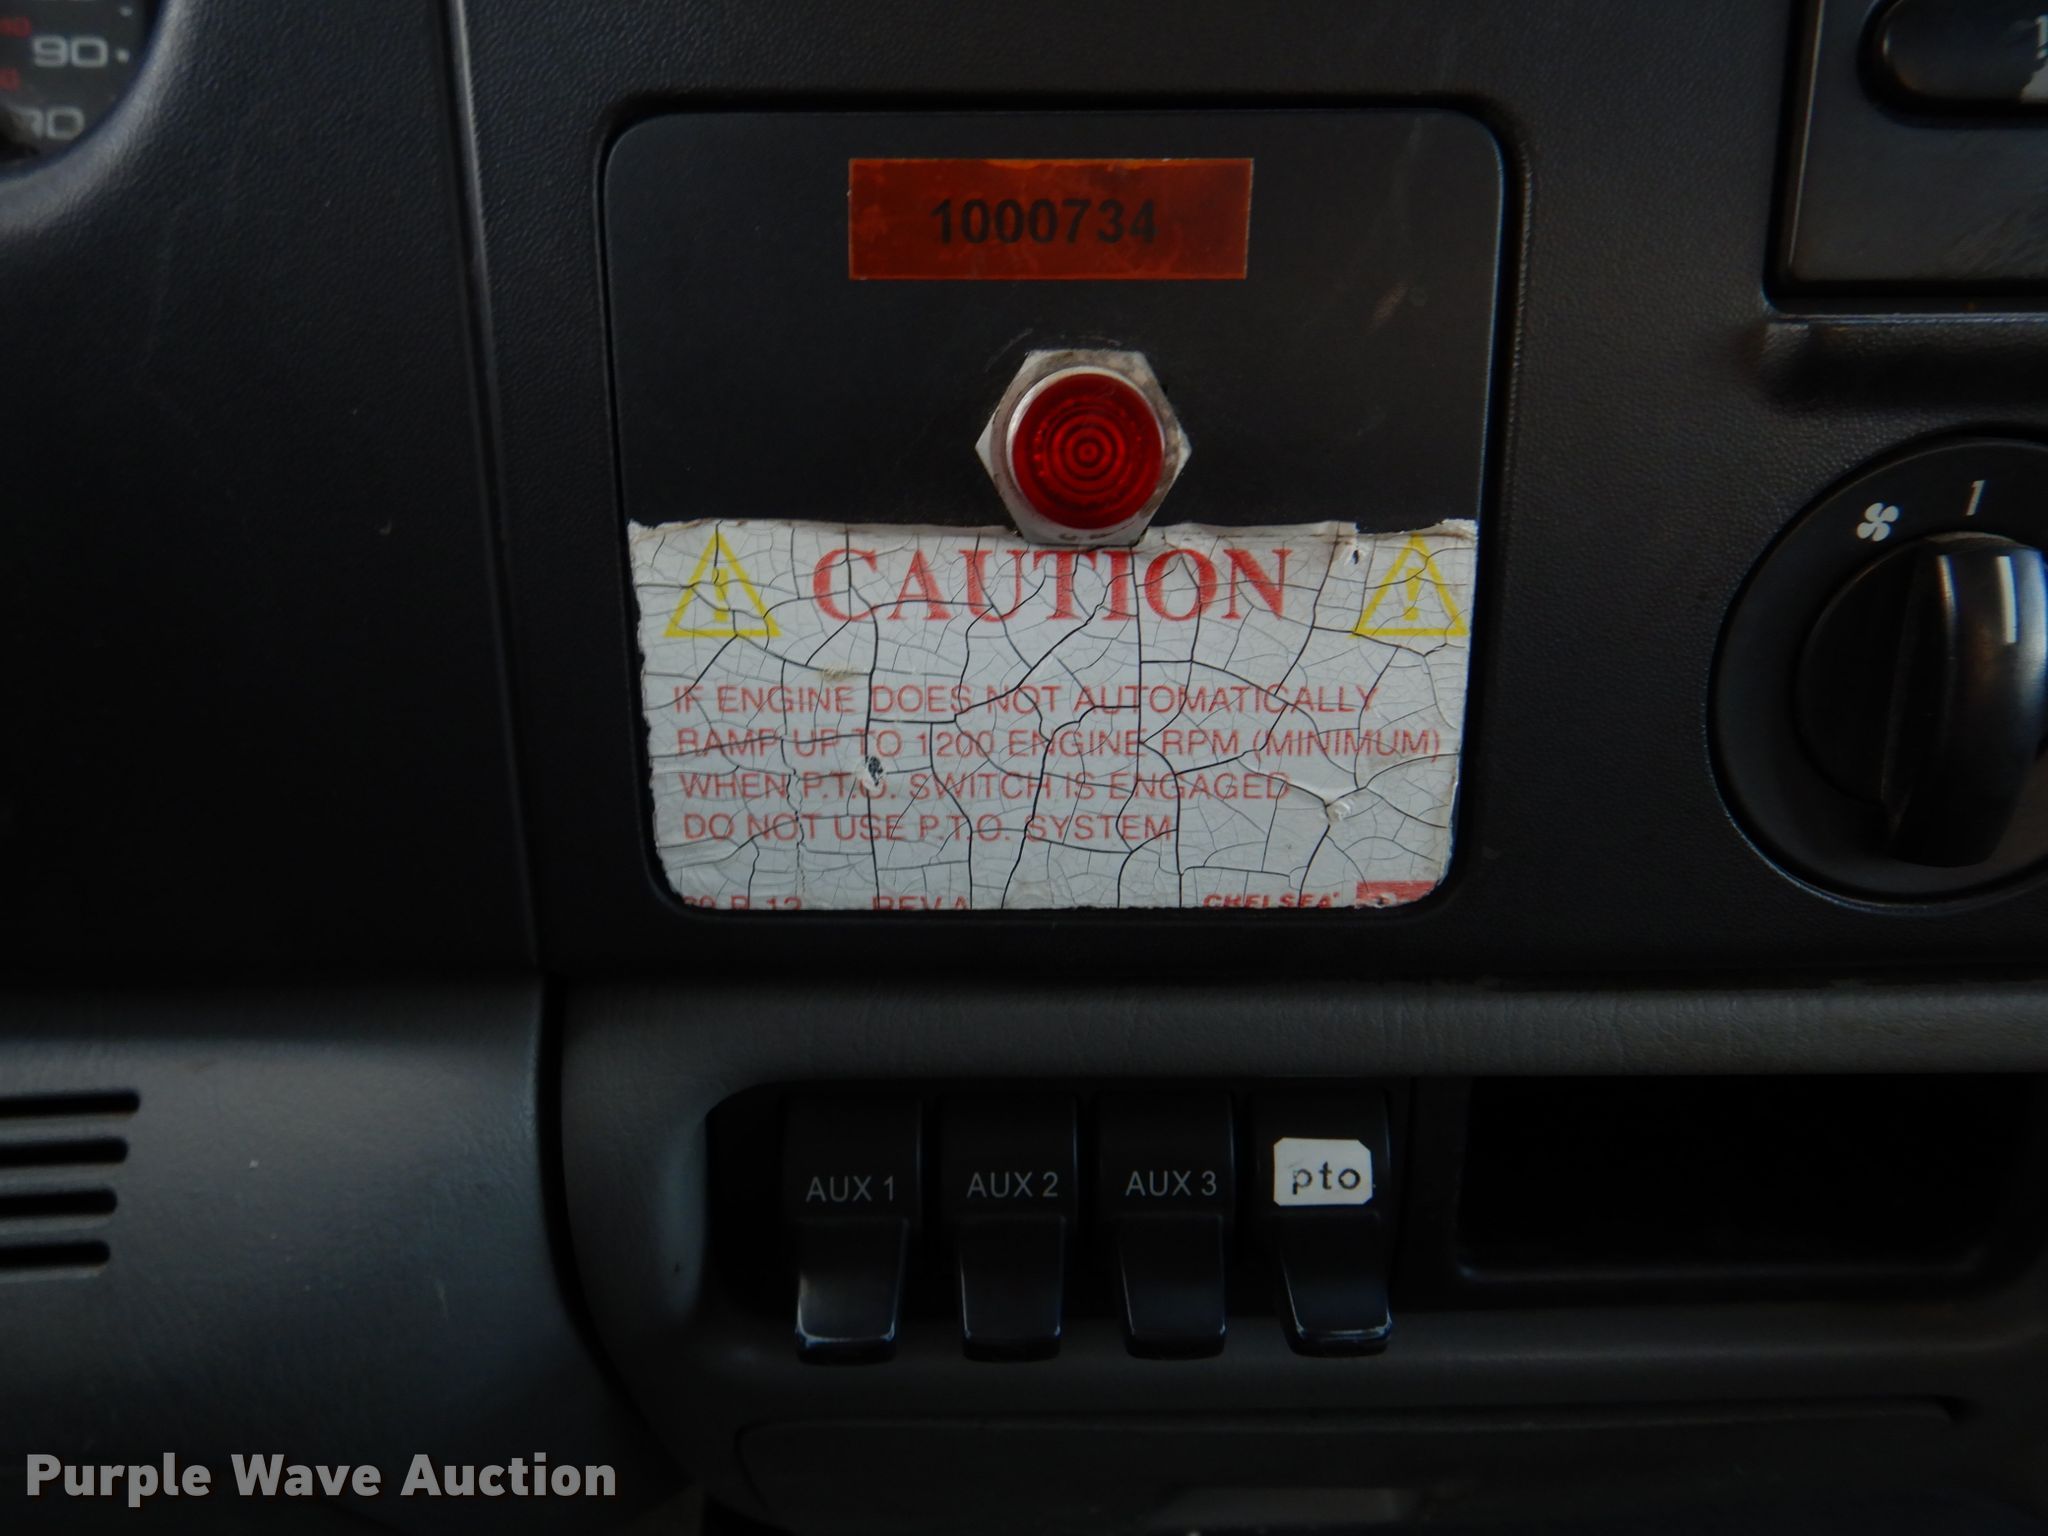 90
1000734
1
CAUTION
IF ENGINE DOES NOT AUTOMATICALLY
RAMP UP TO 1200 ENGINE RPM (MINIMUM)
WHEN P.T.O. SWITCH IS ENGAGED
DO NOT USE P.T.O. SYSTEM
REV A
CHELSEA
AUX 1
AUX 2
AUX 3
pto
Purple Wave Auction